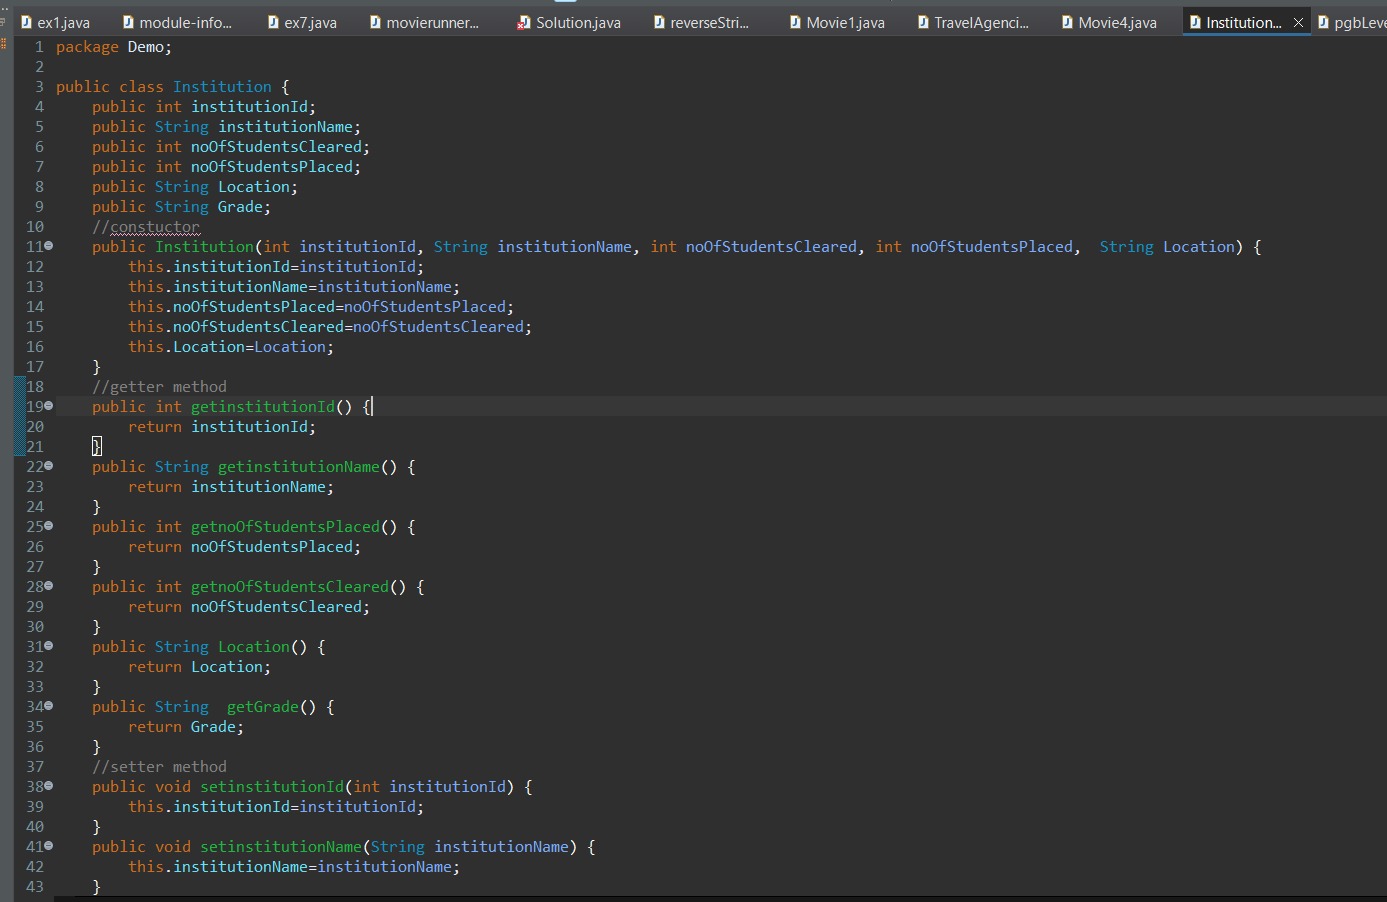 ex1.java module-info... ex7.java movierunner... Solution.java reverseStri... Movie1.java TravelAgenci... Movie4.java Institution... pgbLeve
1 package Demo;
2
3 public class Institution {
4 public int institutionId;
5 public String institutionName;
6 public int noOfStudentsCleared;
7 public int noOfStudentsPlaced;
8 public String Location;
9 public String Grade;
10 //constuctor
11 public Institution(int institutionId, String institutionName, int noOfStudentsCleared, int noOfStudentsPlaced,  String Location) {
12 this.institutionId=institutionId;
13 this.institutionName=institutionName;
14 this.noOfStudentsPlaced=noOfStudentsPlaced;
15 this.noOfStudentsCleared=noOfStudentsCleared;
16 this.Location=Location;
17 }
18 //getter method
19 public int getinstitutionId() {
20 return institutionId;
21 }
22 public String getinstitutionName() {
23 return institutionName;
24 }
25 public int getnoOfStudentsPlaced() {
26 return noOfStudentsPlaced;
27 }
28 public int getnoOfStudentsCleared() {
29 return noOfStudentsCleared;
30 }
31 public String Location() {
32 return Location;
33 }
34 public String  getGrade() {
35 return Grade;
36 }
37 //setter method
38 public void setinstitutionId(int institutionId) {
39 this.institutionId=institutionId;
40 }
41 public void setinstitutionName(String institutionName) {
42 this.institutionName=institutionName;
43 }